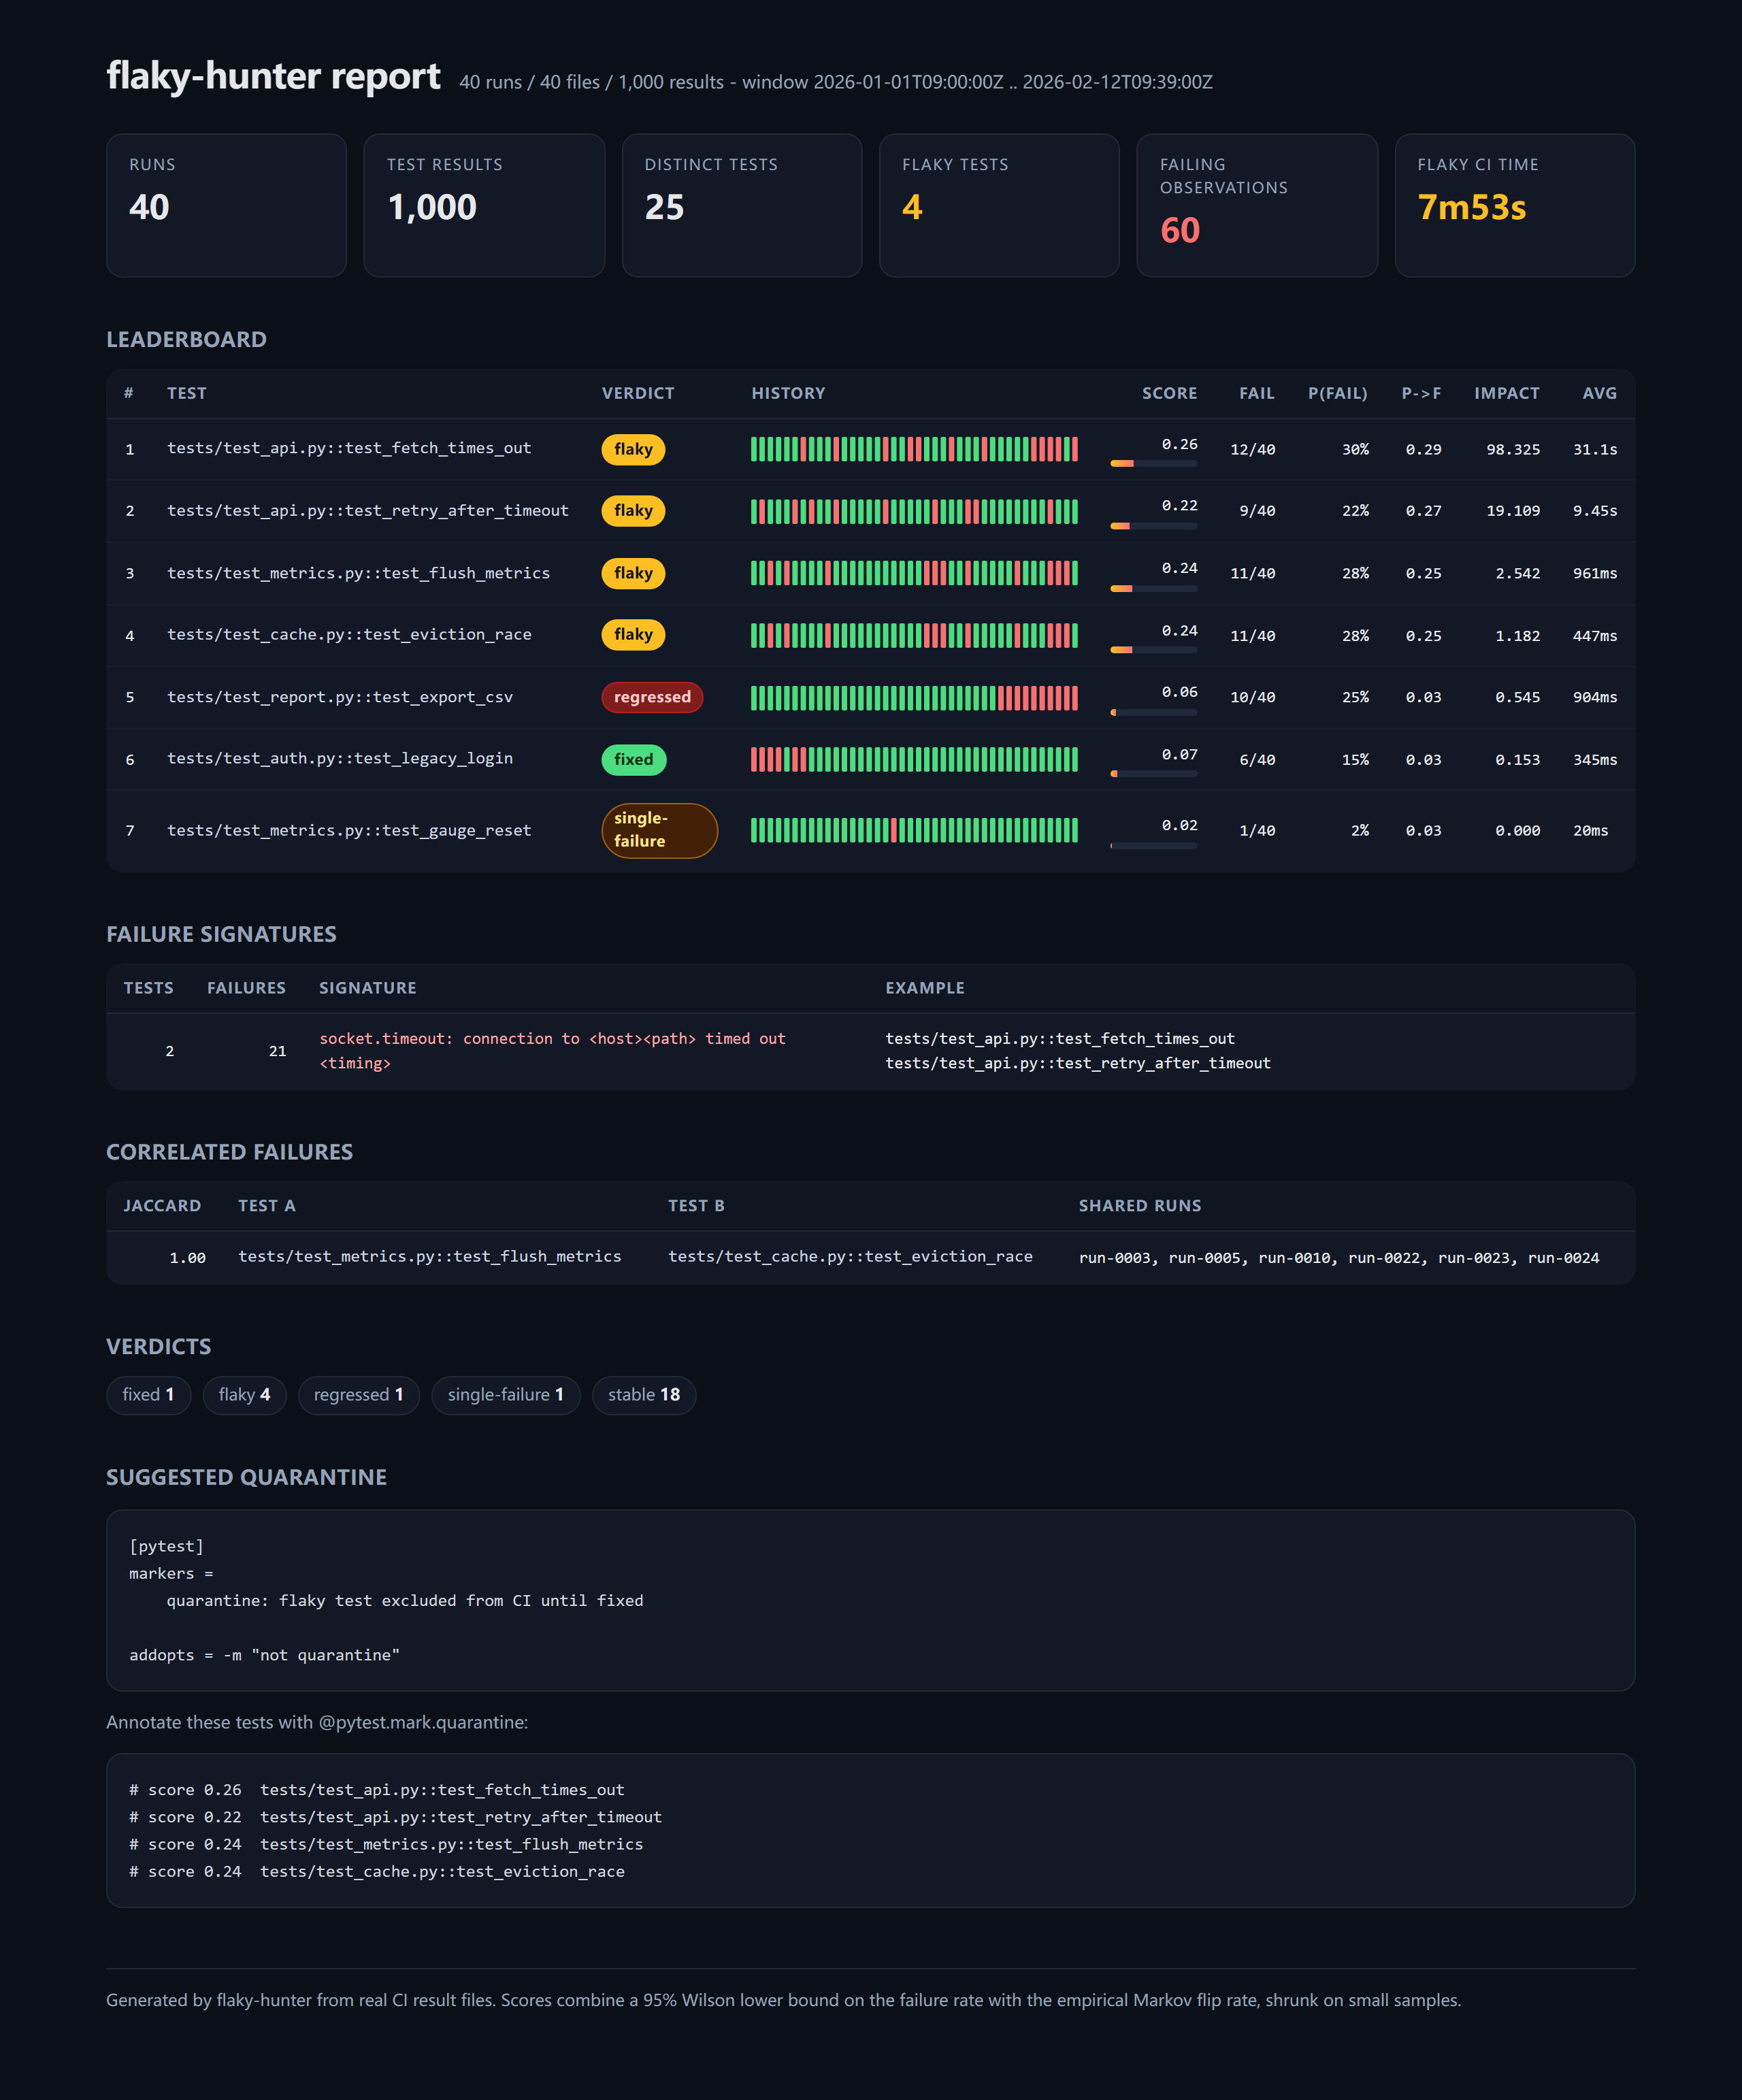 flaky-hunter report 40 runs / 40 files / 1,000 results - window 2026-01-01T09:00:00Z .. 2026-02-12T09:39:00Z
RUNS
40
TEST RESULTS
1,000
DISTINCT TESTS
25
FLAKY TESTS
4
FAILING
OBSERVATIONS
60
FLAKY CI TIME
7m53s
LEADERBOARD
# TEST VERDICT HISTORY SCORE FAIL P(FAIL) P->F IMPACT AVG
1 tests/test_api.py::test_fetch_times_out flaky 0.26 12/40 30% 0.29 98.325 31.1s
2 tests/test_api.py::test_retry_after_timeout flaky 0.22 9/40 22% 0.27 19.109 9.45s
3 tests/test_metrics.py::test_flush_metrics flaky 0.24 11/40 28% 0.25 2.542 961ms
4 tests/test_cache.py::test_eviction_race flaky 0.24 11/40 28% 0.25 1.182 447ms
5 tests/test_report.py::test_export_csv regressed 0.06 10/40 25% 0.03 0.545 904ms
6 tests/test_auth.py::test_legacy_login fixed 0.07 6/40 15% 0.03 0.153 345ms
7 tests/test_metrics.py::test_gauge_reset single-failure 0.02 1/40 2% 0.03 0.000 20ms
FAILURE SIGNATURES
TESTS FAILURES SIGNATURE EXAMPLE
2 21 socket.timeout: connection to <host><path> timed out tests/test_api.py::test_fetch_times_out
<timing> tests/test_api.py::test_retry_after_timeout
CORRELATED FAILURES
JACCARD TEST A TEST B SHARED RUNS
1.00 tests/test_metrics.py::test_flush_metrics tests/test_cache.py::test_eviction_race run-0003, run-0005, run-0010, run-0022, run-0023, run-0024
VERDICTS
fixed 1 flaky 4 regressed 1 single-failure 1 stable 18
SUGGESTED QUARANTINE
[pytest]
markers =
    quarantine: flaky test excluded from CI until fixed
addopts = -m "not quarantine"
Annotate these tests with @pytest.mark.quarantine:
# score 0.26  tests/test_api.py::test_fetch_times_out
# score 0.22  tests/test_api.py::test_retry_after_timeout
# score 0.24  tests/test_metrics.py::test_flush_metrics
# score 0.24  tests/test_cache.py::test_eviction_race
Generated by flaky-hunter from real CI result files. Scores combine a 95% Wilson lower bound on the failure rate with the empirical Markov flip rate, shrunk on small samples.